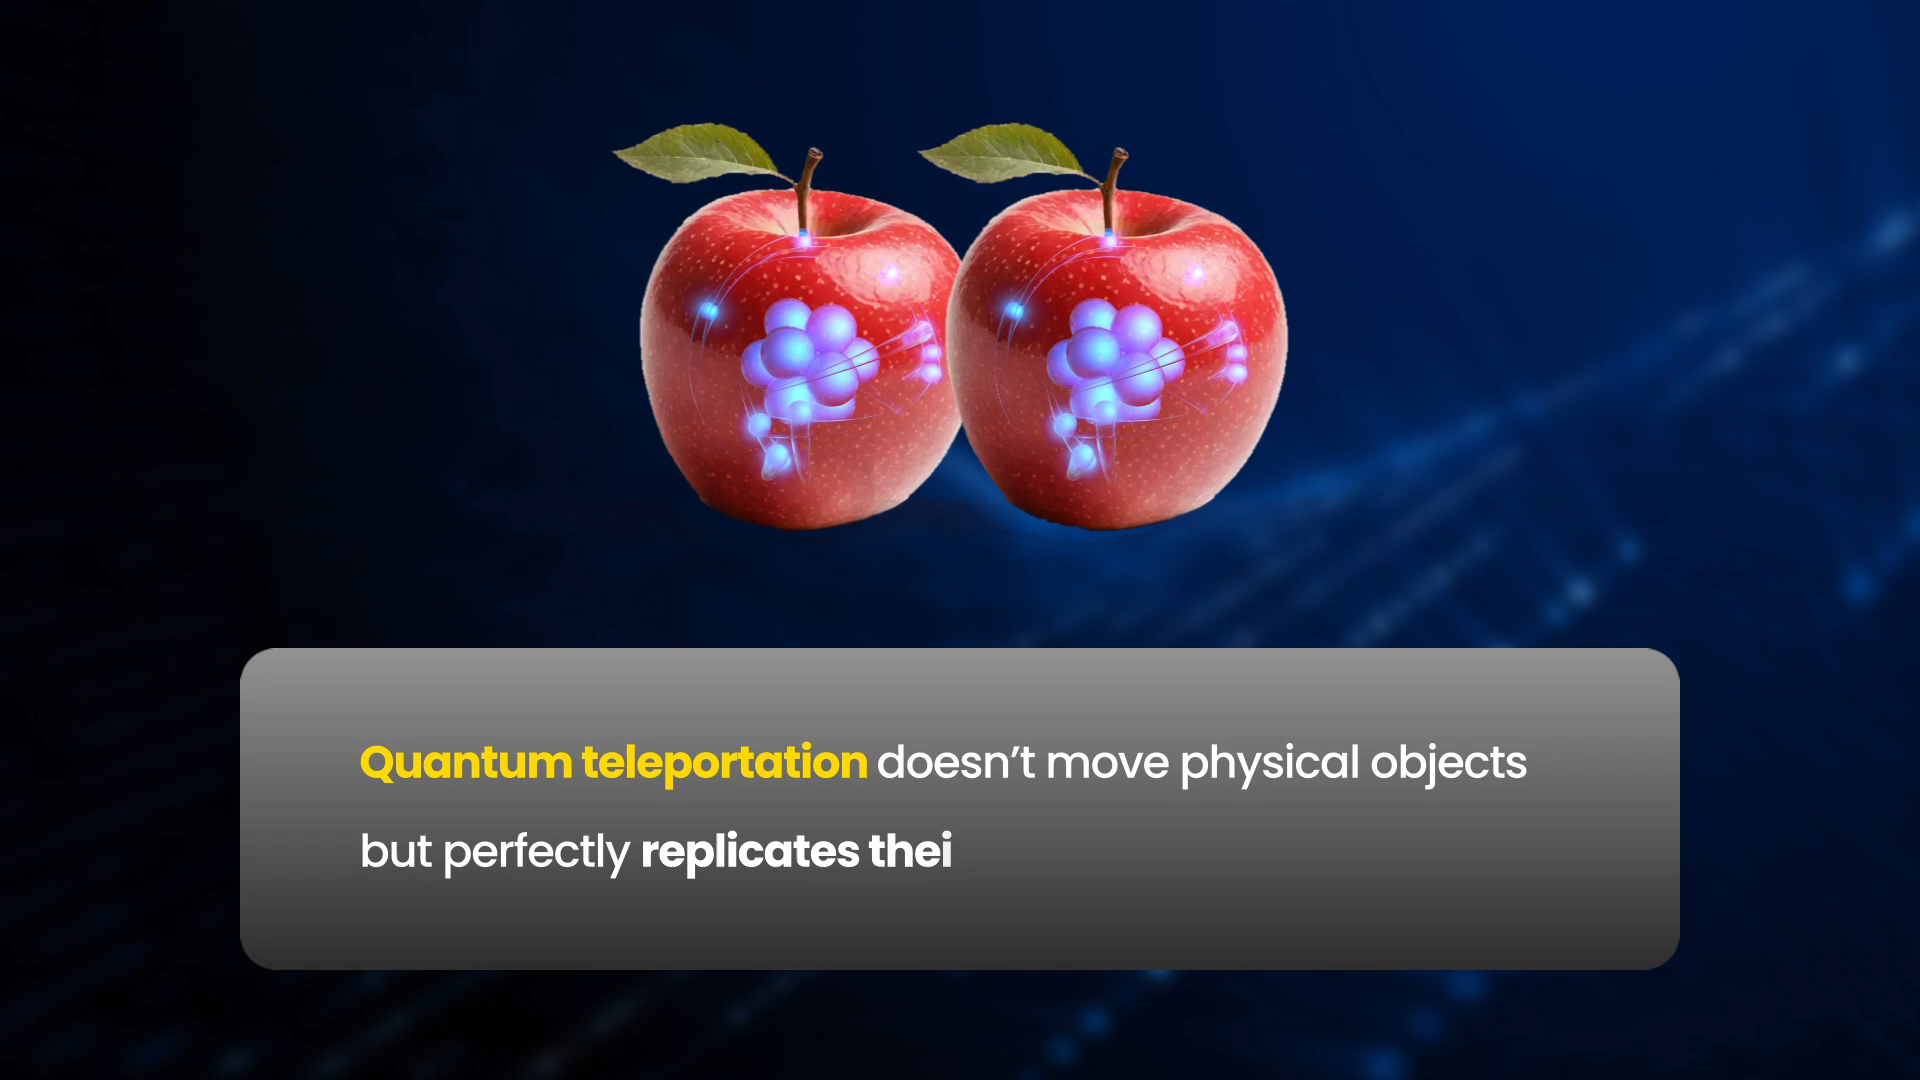 Quantum teleportation doesn’t move physical objects
but perfectly replicates thei